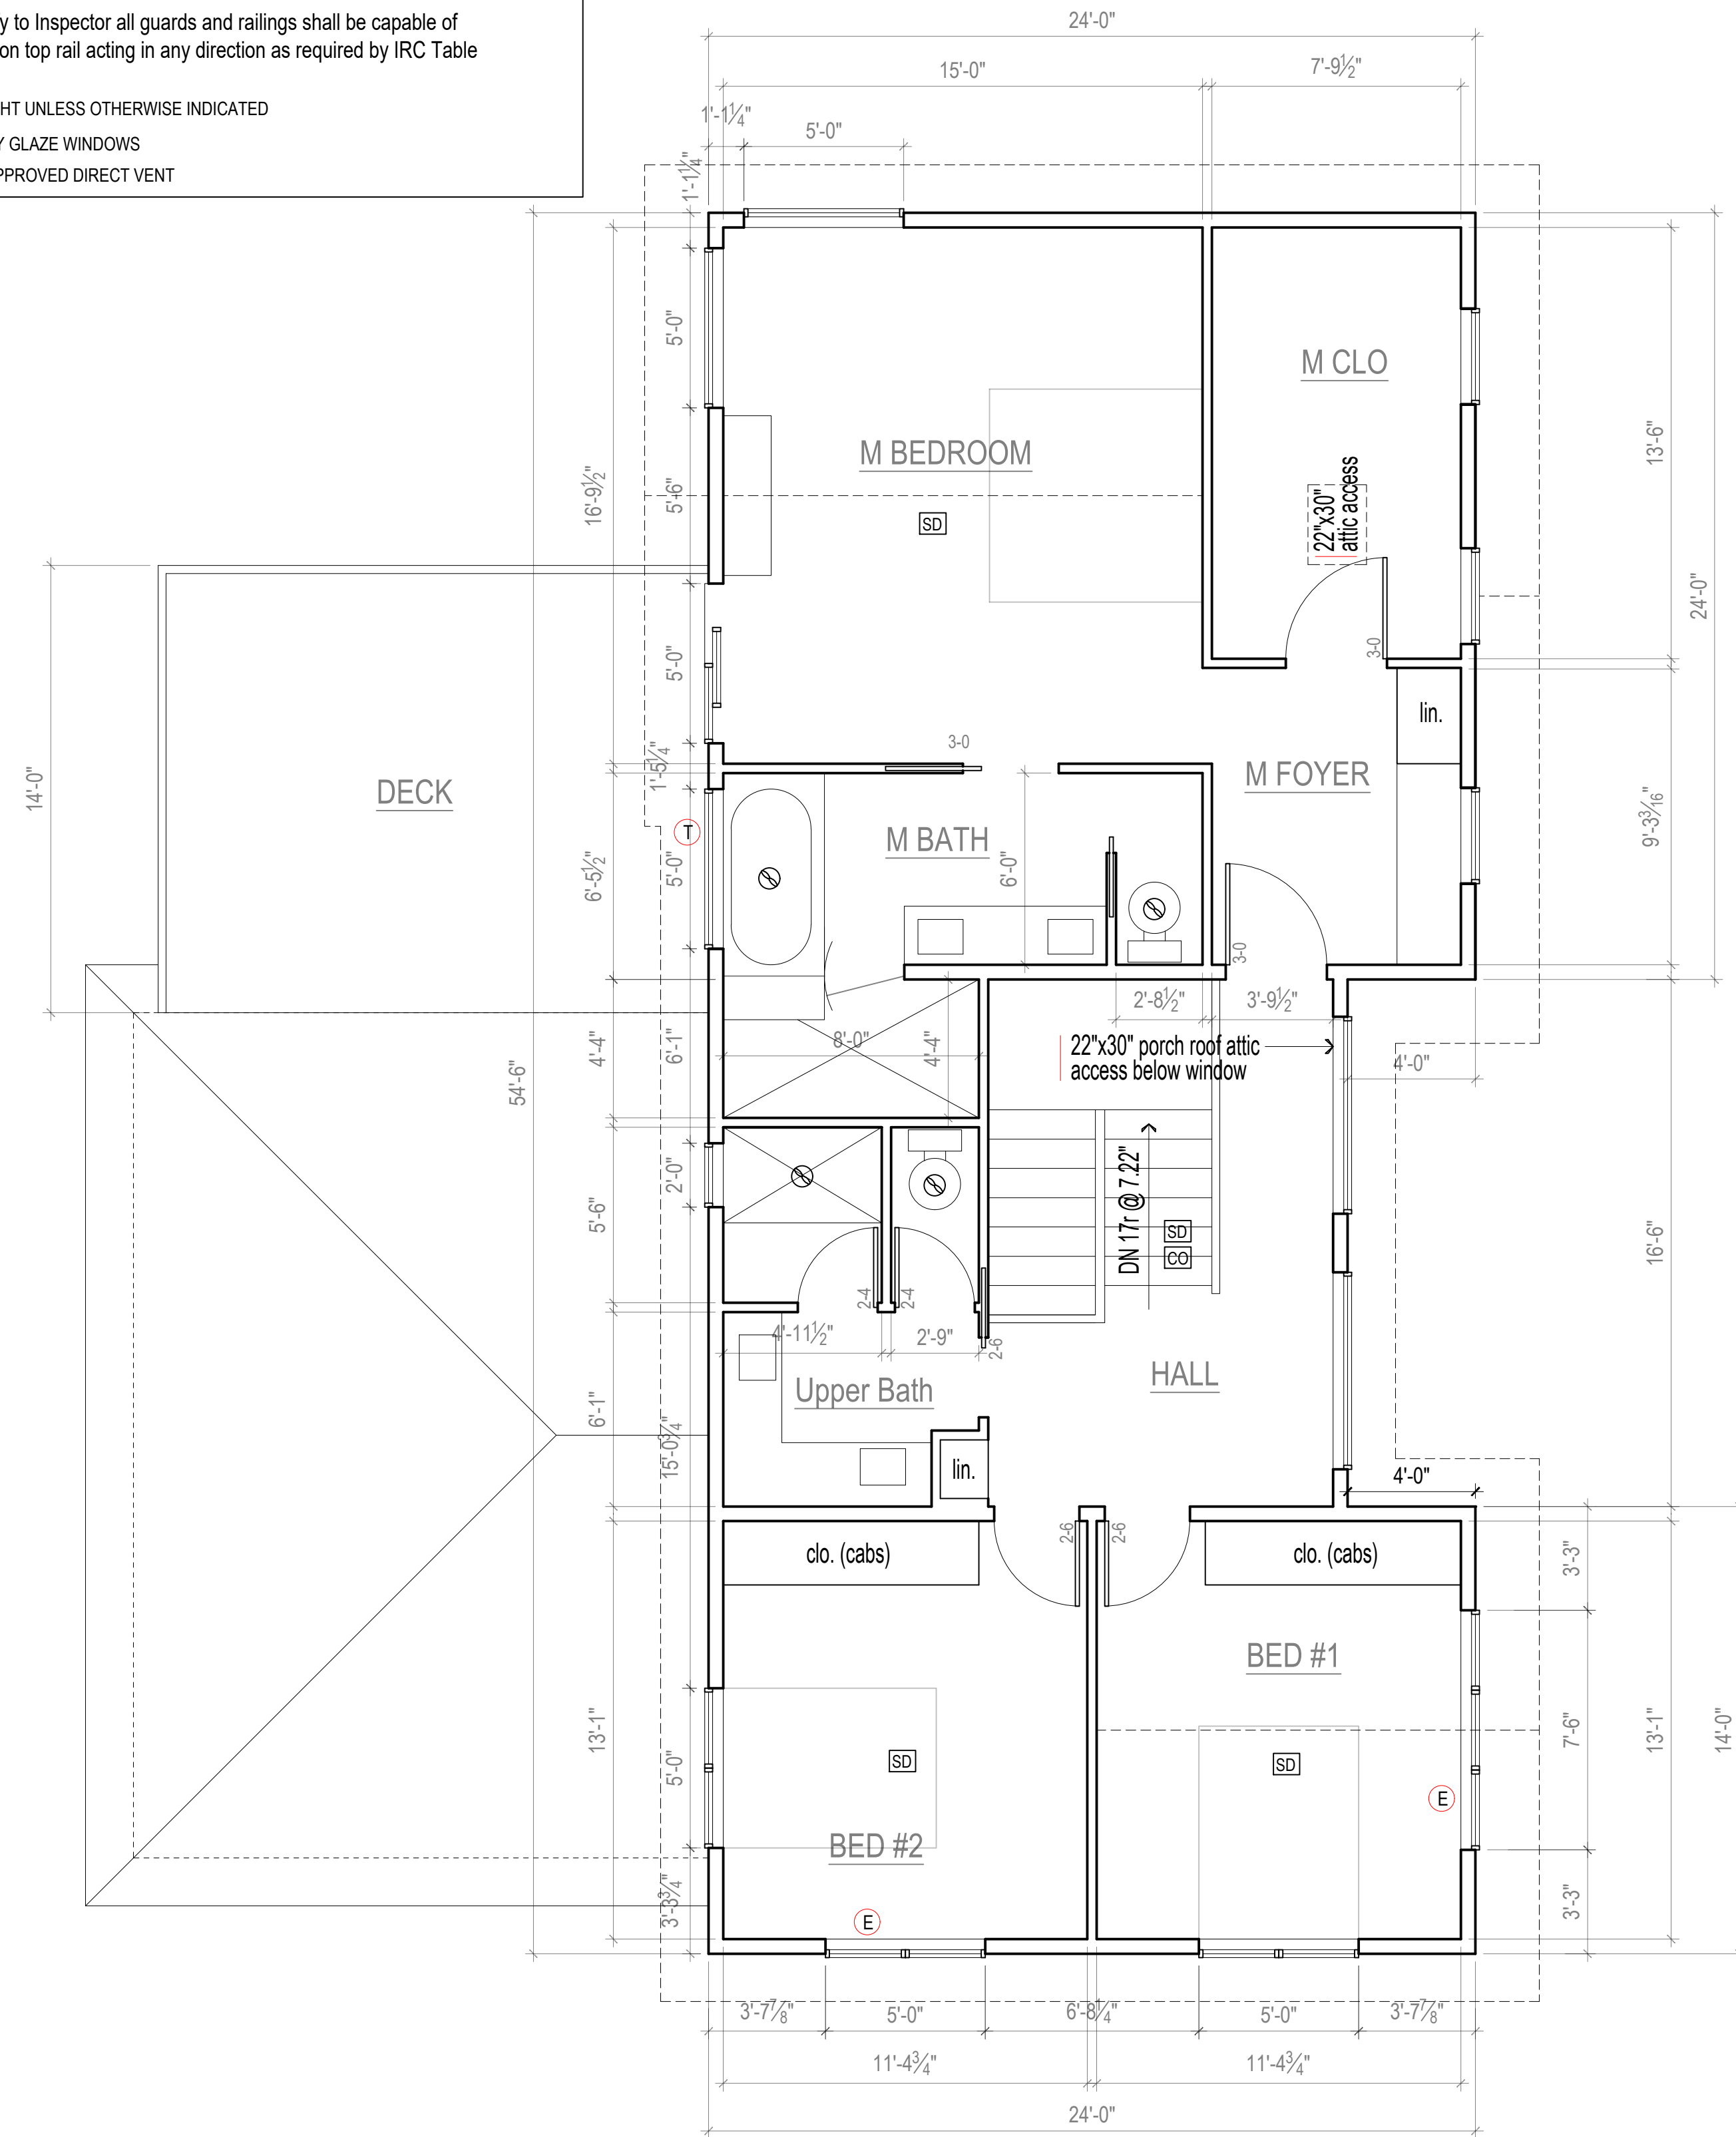 y to Inspector all guards and railings shall be capable of
on top rail acting in any direction as required by IRC Table
HT UNLESS OTHERWISE INDICATED
Y GLAZE WINDOWS
PPROVED DIRECT VENT
24'-0"
15'-0"
7'-9½"
1'-1¼"
5'-0"
1'-1¼"
5'-0"
M CLO
13'-6"
M BEDROOM
16'-9½"
5'-6"
SD
22"x30"
attic access
24'-0"
5'-0"
3-0
lin.
3-0
1'-5¼"
M FOYER
DECK
14'-0"
T
M BATH
6'-0"
9'-3³⁄₁₆"
6'-5½"
5'-0"
3-0
2'-8½"
3'-9½"
8'-0"
4'-4"
4'-4"
6'-1"
54'-6"
22"x30" porch roof attic
access below window
4'-0"
DN 17r @ 7.22"
2'-0"
5'-6"
SD
CO
16'-6"
2-4
2-4
4'-11½"
2'-9"
2-6
HALL
Upper Bath
6'-1"
15'-0¾"
lin.
4'-0"
2-6
2-6
clo. (cabs)
clo. (cabs)
3'-3"
BED #1
13'-1"
5'-0"
SD
SD
7'-6"
13'-1"
14'-0"
E
BED #2
3'-3¾"
E
3'-3"
3'-7⅞"
5'-0"
6'-8¼"
5'-0"
3'-7⅞"
11'-4¾"
11'-4¾"
24'-0"